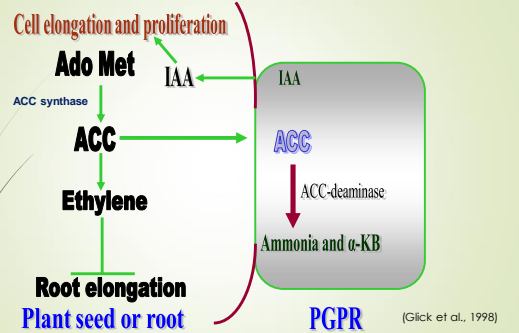 Cell elongation and proliferation
Ado Met
IAA
IAA
ACC synthase
ACC
ACC
ACC-deaminase
Ethylene
Ammonia and α-KB
Root elongation
Plant seed or root
PGPR
(Glick et al., 1998)